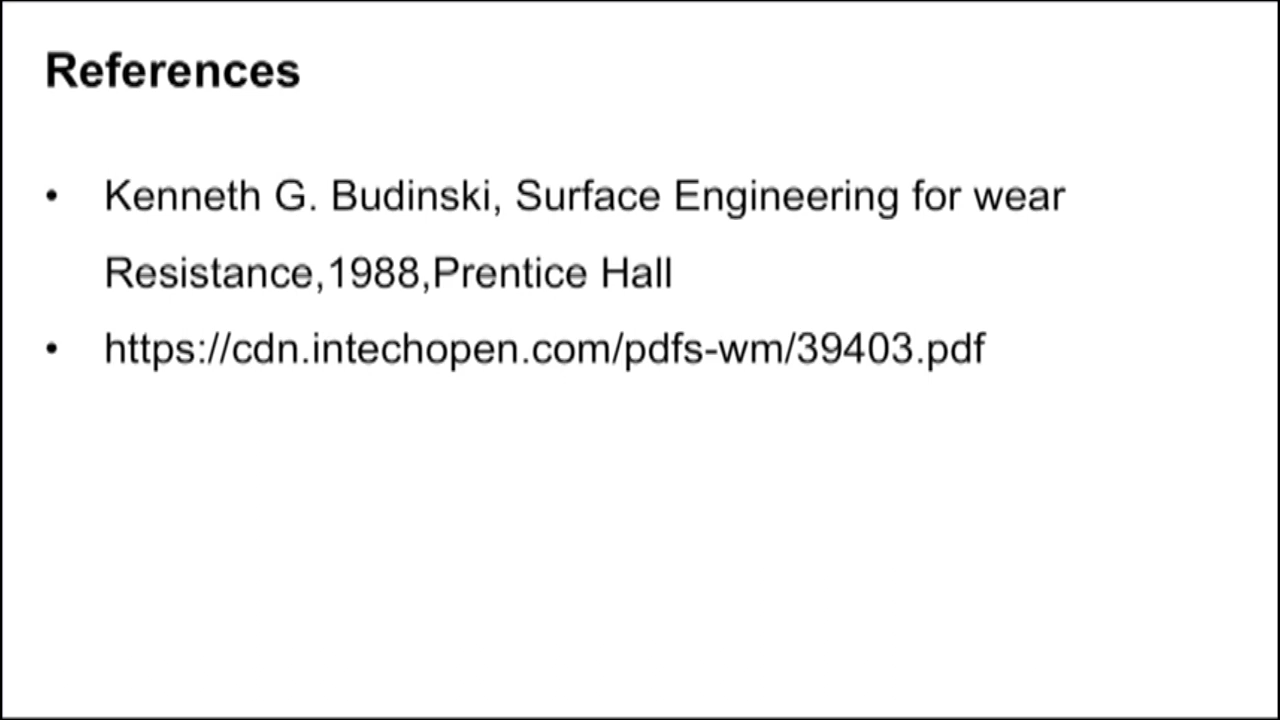 References
• Kenneth G. Budinski, Surface Engineering for wear
Resistance,1988,Prentice Hall
• https://cdn.intechopen.com/pdfs-wm/39403.pdf